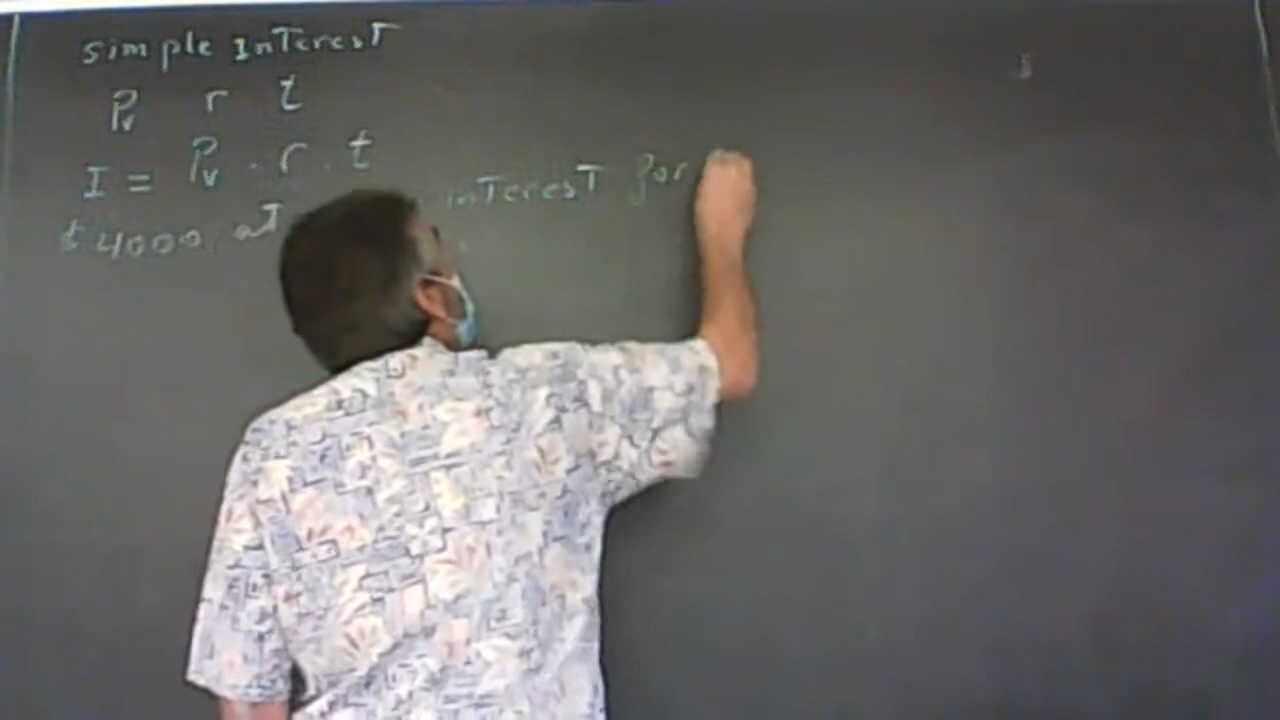 simple InTeresT
Pv r t
I = Pv . r . t
$4000 aT inTeresT for